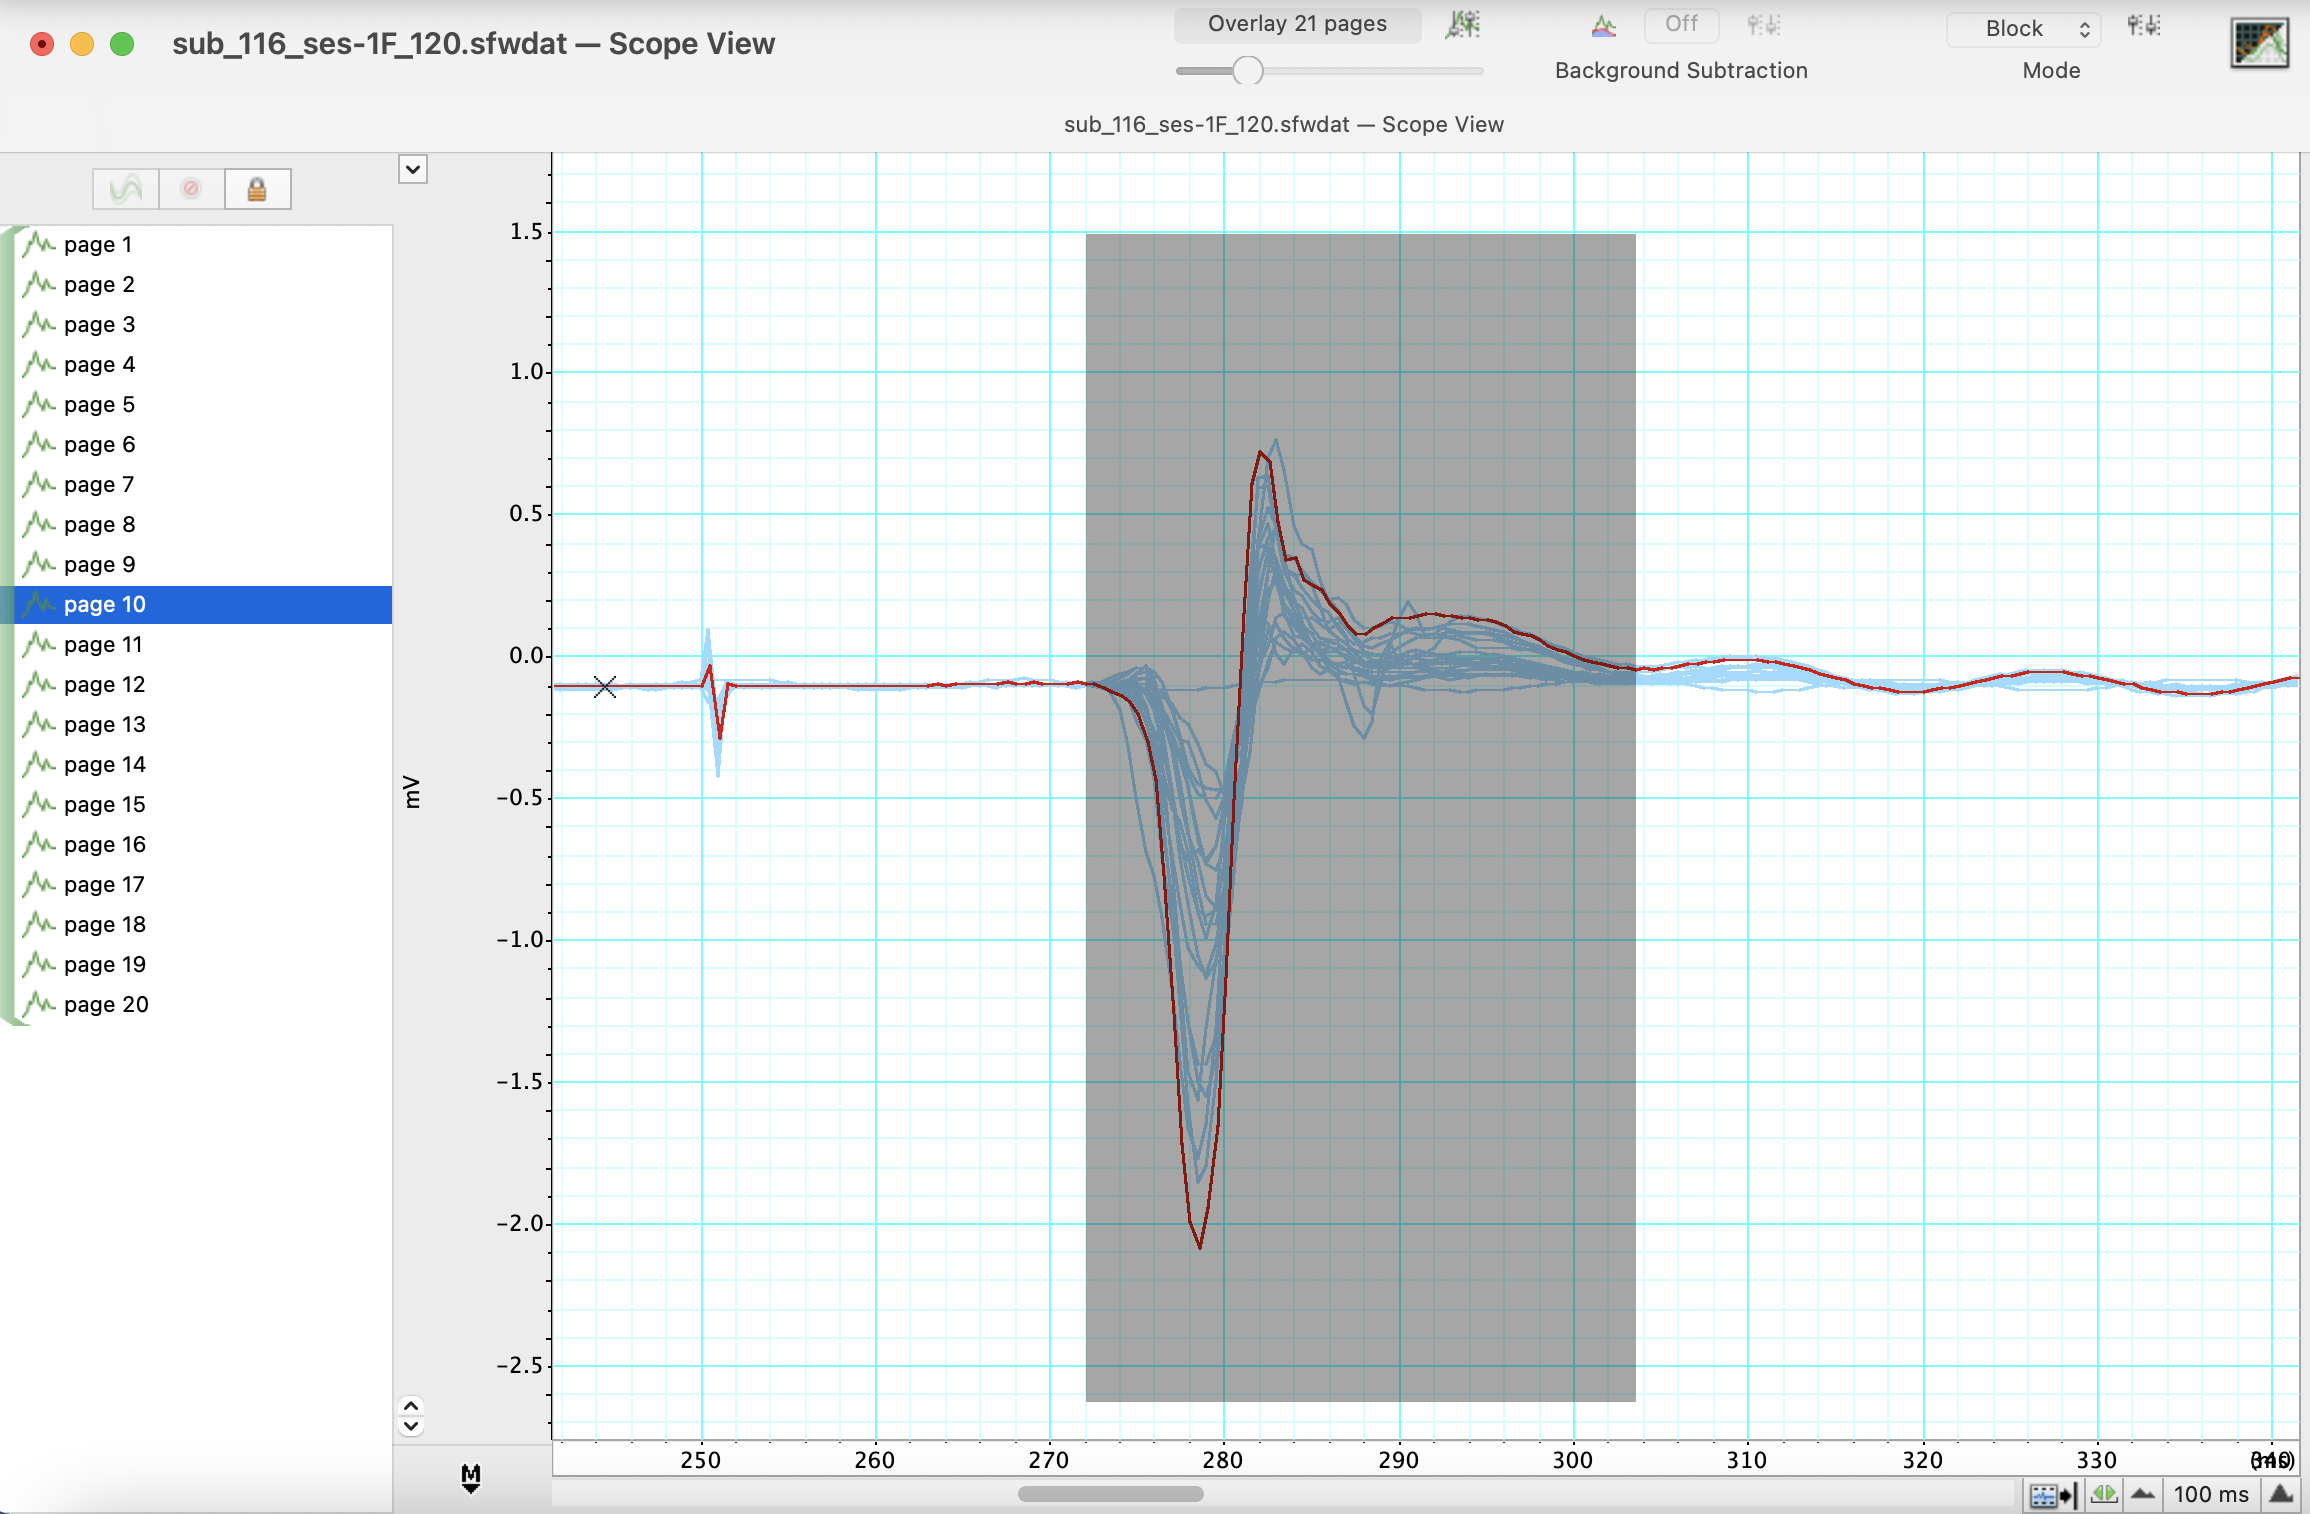 sub_116_ses-1F_120.sfwdat — Scope View
Overlay 21 pages
Off
Background Subtraction
Block
Mode
sub_116_ses-1F_120.sfwdat — Scope View
page 1
page 2
page 3
page 4
page 5
page 6
page 7
page 8
page 9
page 10
page 11
page 12
page 13
page 14
page 15
page 16
page 17
page 18
page 19
page 20
mV
1.5
1.0
0.5
0.0
−0.5
−1.0
−1.5
−2.0
−2.5
250
260
270
280
290
300
310
320
330
M
100 ms